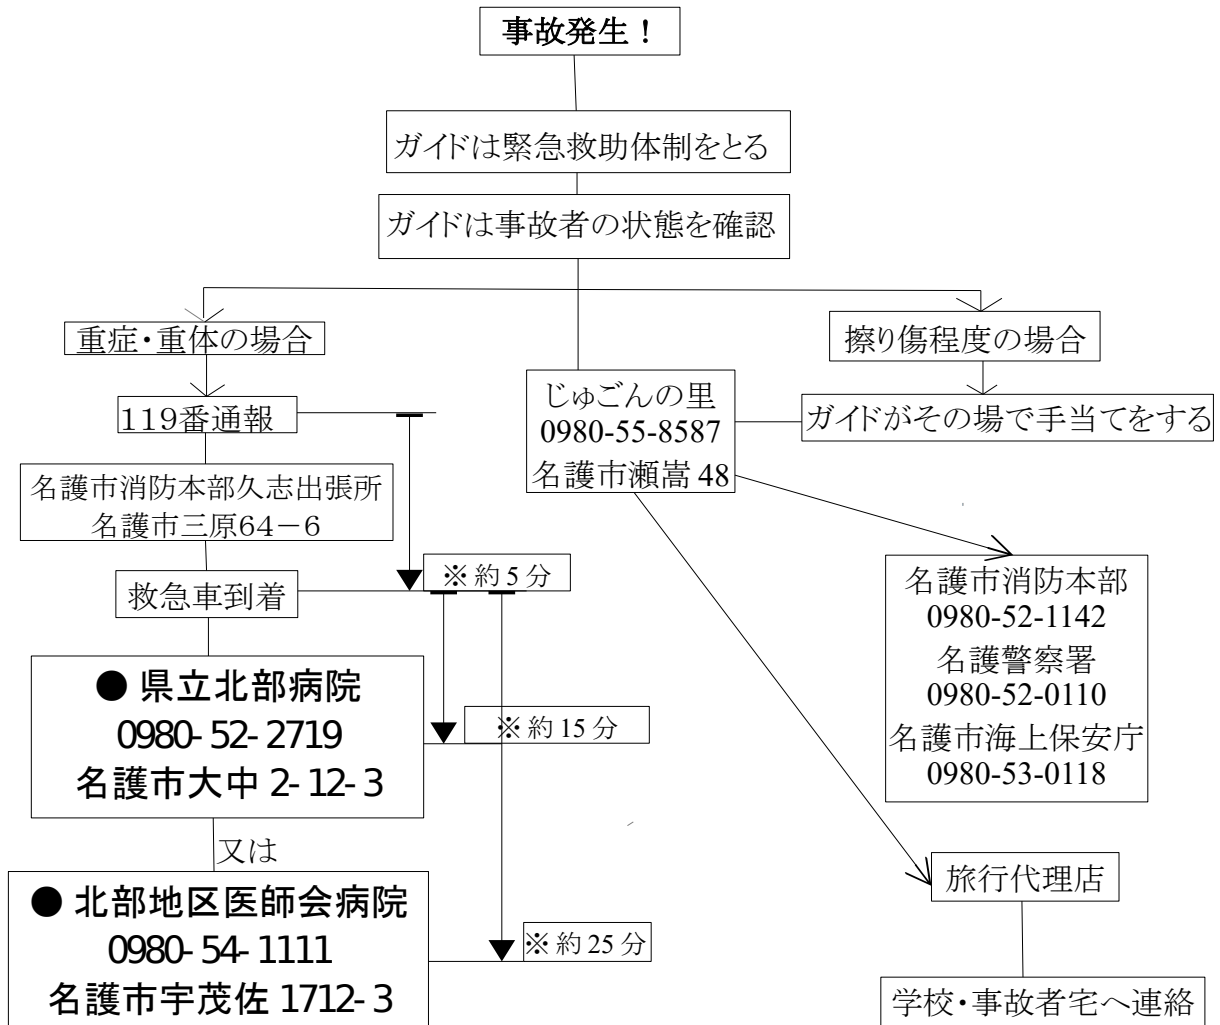 事故発生！
ガイドは緊急救助体制をとる
ガイドは事故者の状態を確認
重症・重体の場合
119番通報
名護市消防本部久志出張所
名護市三原64－6
※約5分
救急車到着
● 県立北部病院
0980-52-2719
名護市大中 2-12-3
※約15分
又は
● 北部地区医師会病院
0980-54-1111
名護市宇茂佐 1712-3
※約25分
じゅごんの里
0980-55-8587
名護市瀬嵩 48
擦り傷程度の場合
ガイドがその場で手当てをする
名護市消防本部
0980-52-1142
名護警察署
0980-52-0110
名護市海上保安庁
0980-53-0118
旅行代理店
学校・事故者宅へ連絡